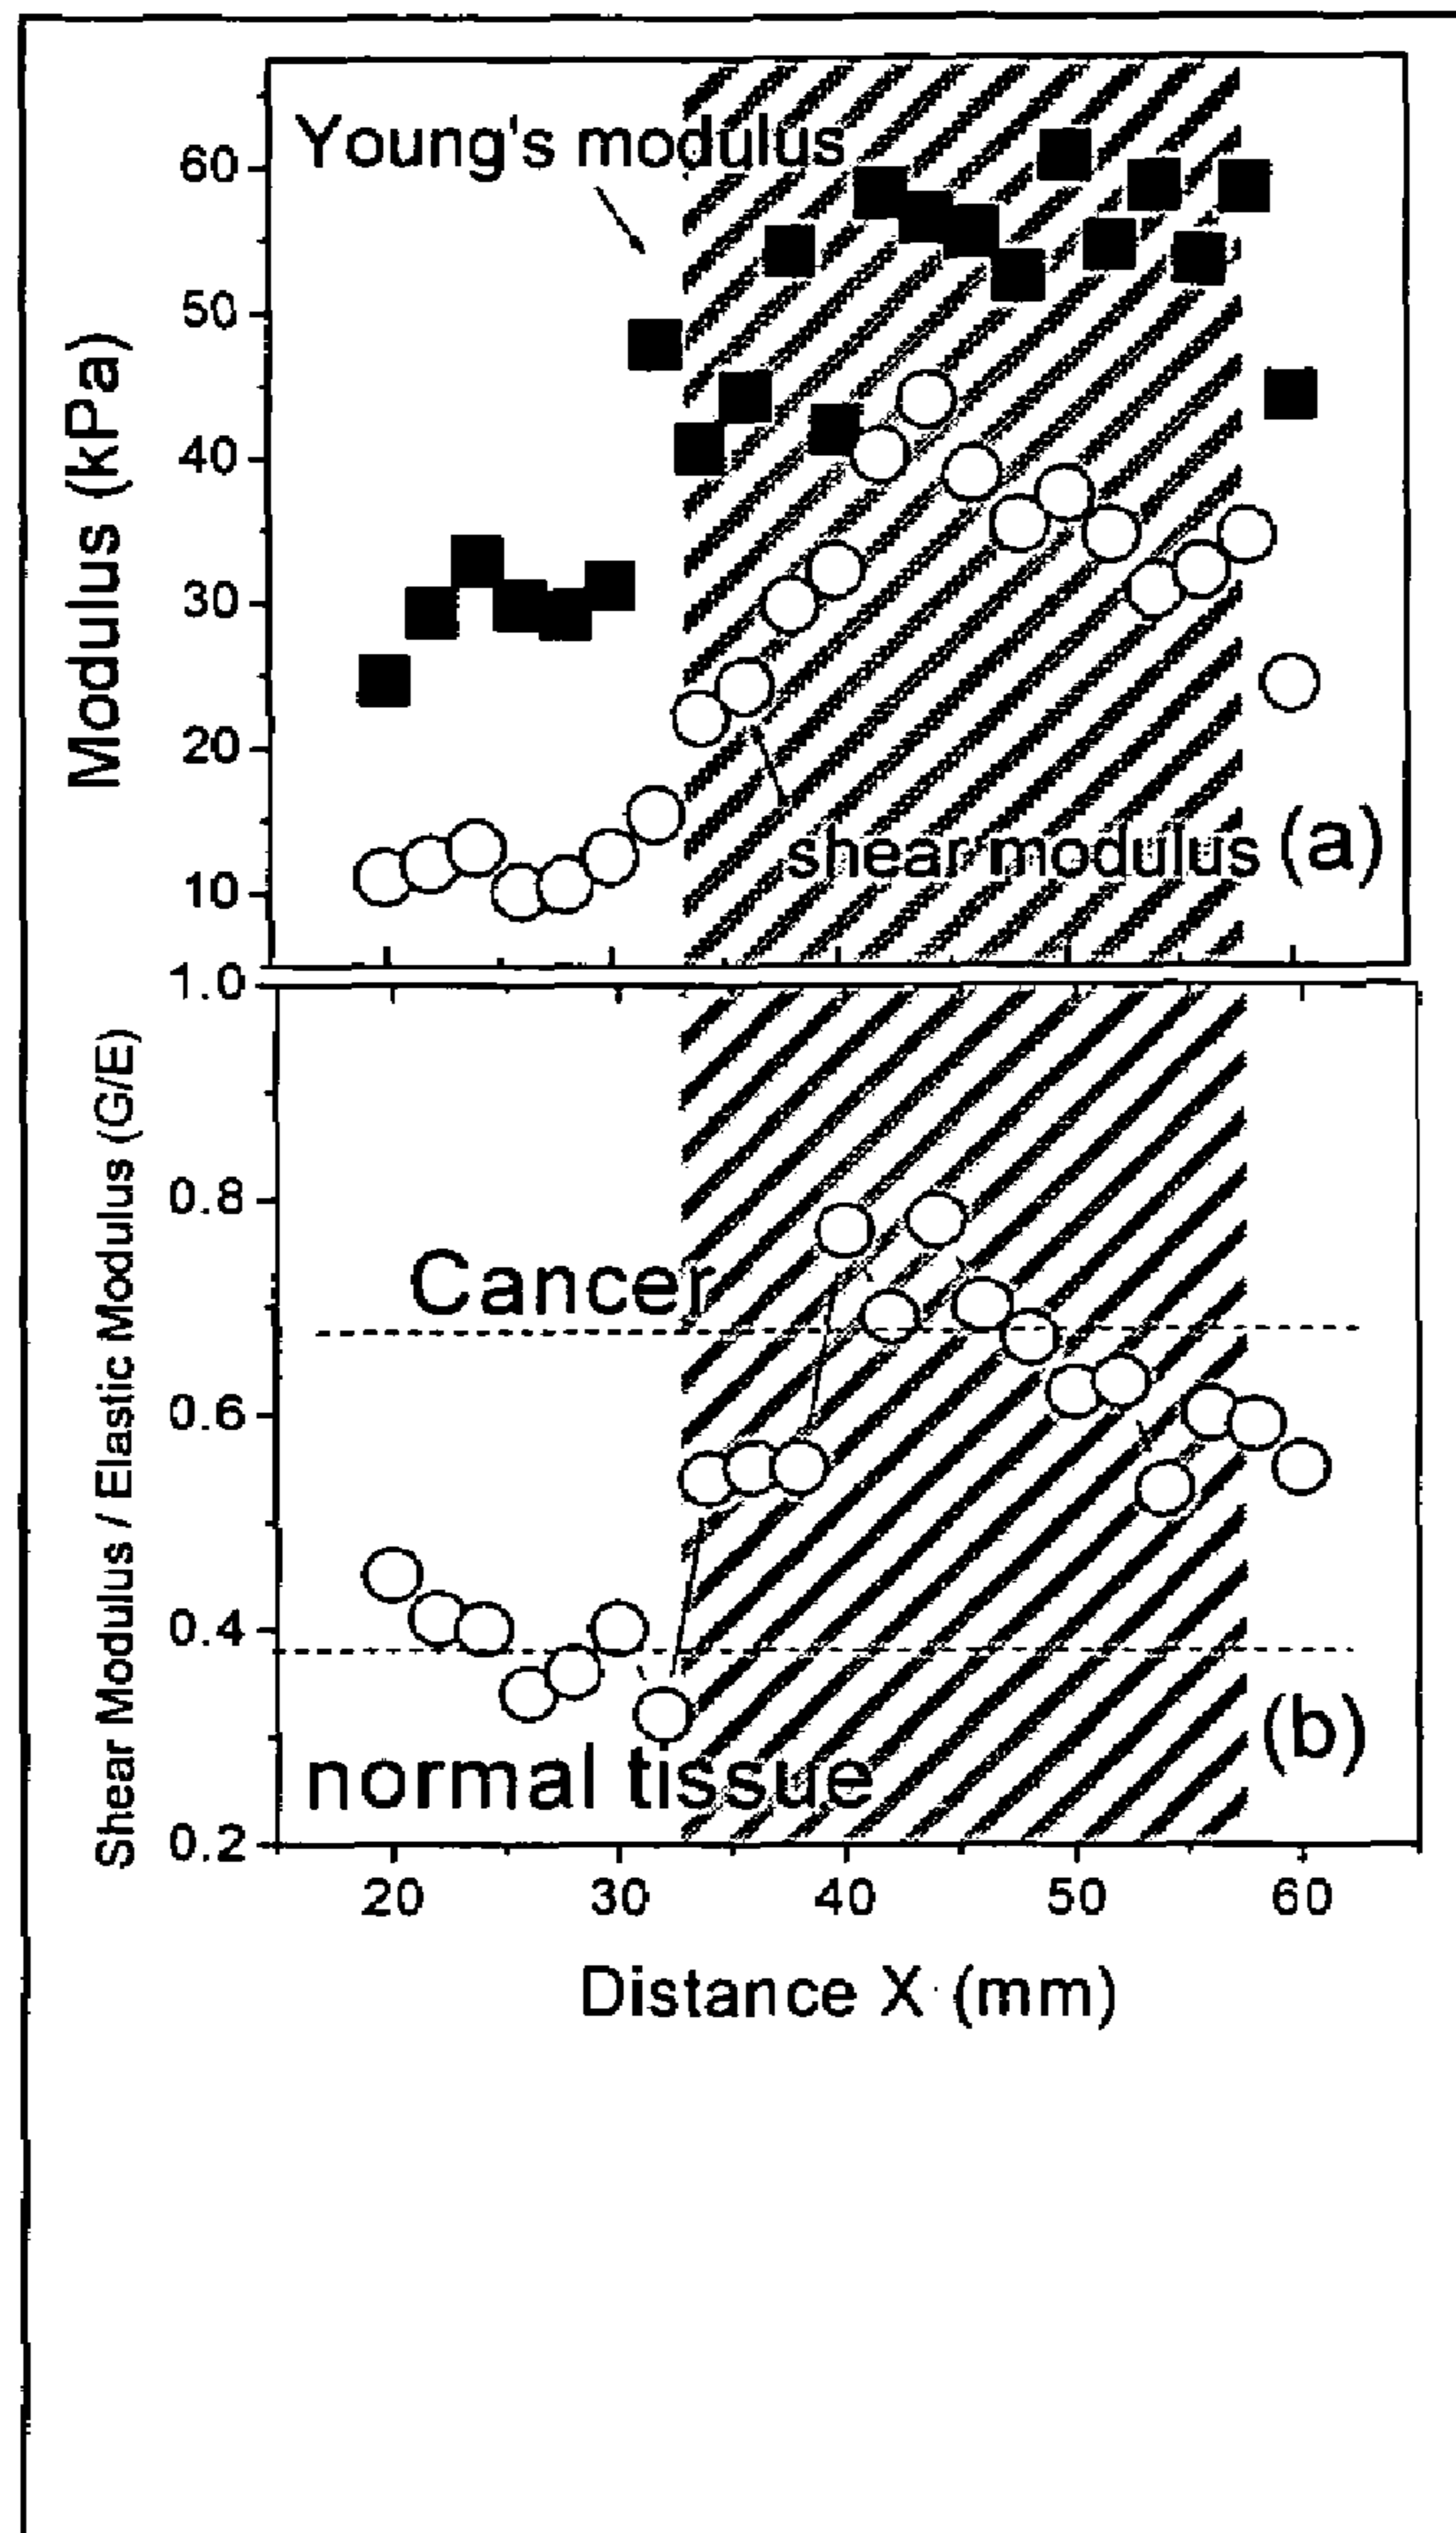 Young's modulus
60
50
40
30
20
10
Modulus (kPa)
shear modulus (a)
1.0
0.8
0.6
0.4
0.2
Shear Modulus / Elastic Modulus (G/E)
Cancer
normal tissue
(b)
20 30 40 50 60
Distance X (mm)